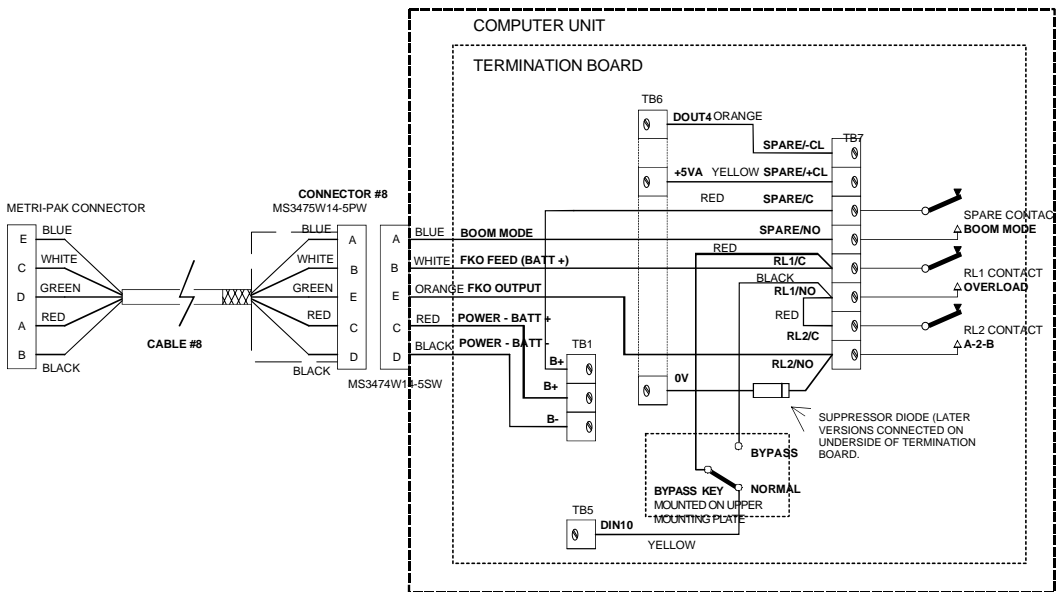 COMPUTER UNIT
TERMINATION BOARD
TB6
DOUT4 ORANGE
TB7
SPARE/-CL
+5VA YELLOW SPARE/+CL
RED SPARE/C
SPARE CONTAC
BOOM MODE
SPARE/NO
RED
RL1/C
RL1 CONTACT
OVERLOAD
BLACK
RL1/NO
RED
RL2/C
RL2 CONTACT
A-2-B
RL2/NO
CONNECTOR #8
MS3475W14-5PW
METRI-PAK CONNECTOR
E BLUE
C WHITE
D GREEN
A RED
B BLACK
CABLE #8
BLUE A
WHITE B
GREEN E
RED C
BLACK D
A BLUE BOOM MODE
B WHITE FKO FEED (BATT +)
E ORANGE FKO OUTPUT
C RED POWER - BATT +
D BLACK POWER - BATT -
MS3474W14-5SW
TB1
B+
B+
B-
0V
SUPPRESSOR DIODE (LATER
VERSIONS CONNECTED ON
UNDERSIDE OF TERMINATION
BOARD.
BYPASS
NORMAL
BYPASS KEY
MOUNTED ON UPPER
MOUNTING PLATE
TB5
DIN10
YELLOW